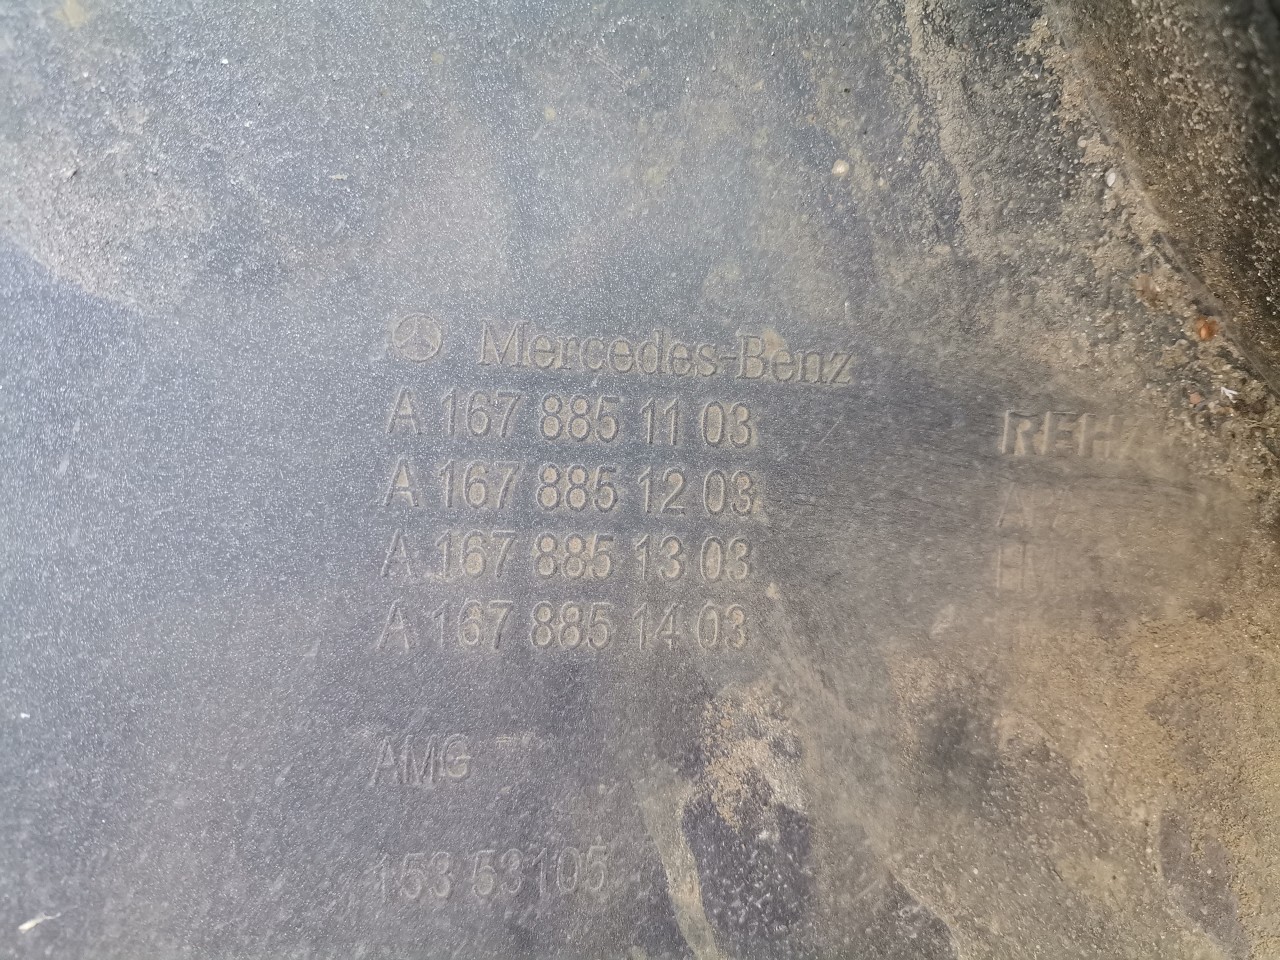 Mercedes-Benz
A 167 885 11 03
A 167 885 12 03
A 167 885 13 03
A 167 885 14 03
AMG
153 53105